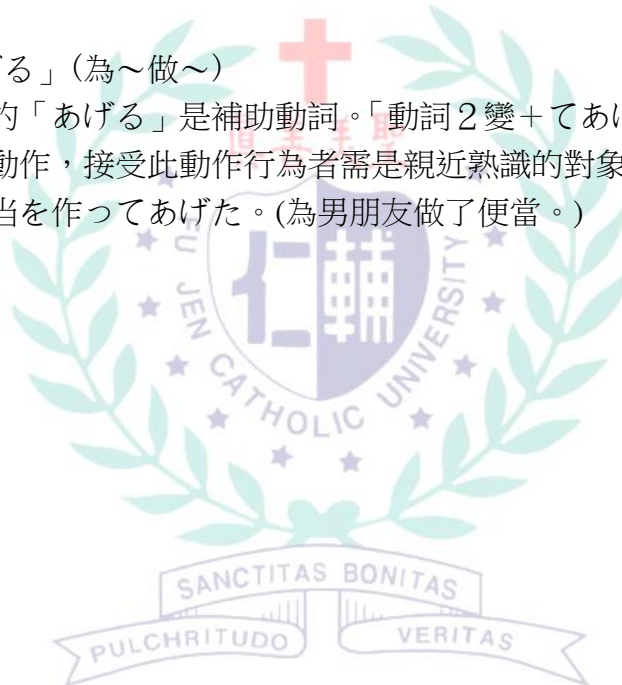 げる」(為～做～)
的「あげる」是補助動詞。「動詞２變＋てあげ
動作，接受此動作行為者需是親近熟識的對象
当を作ってあげた。(為男朋友做了便當。)
FU JEN CATHOLIC UNIVERSITY
仁輔
SANCTITAS BONITAS
PULCHRITUDO VERITAS